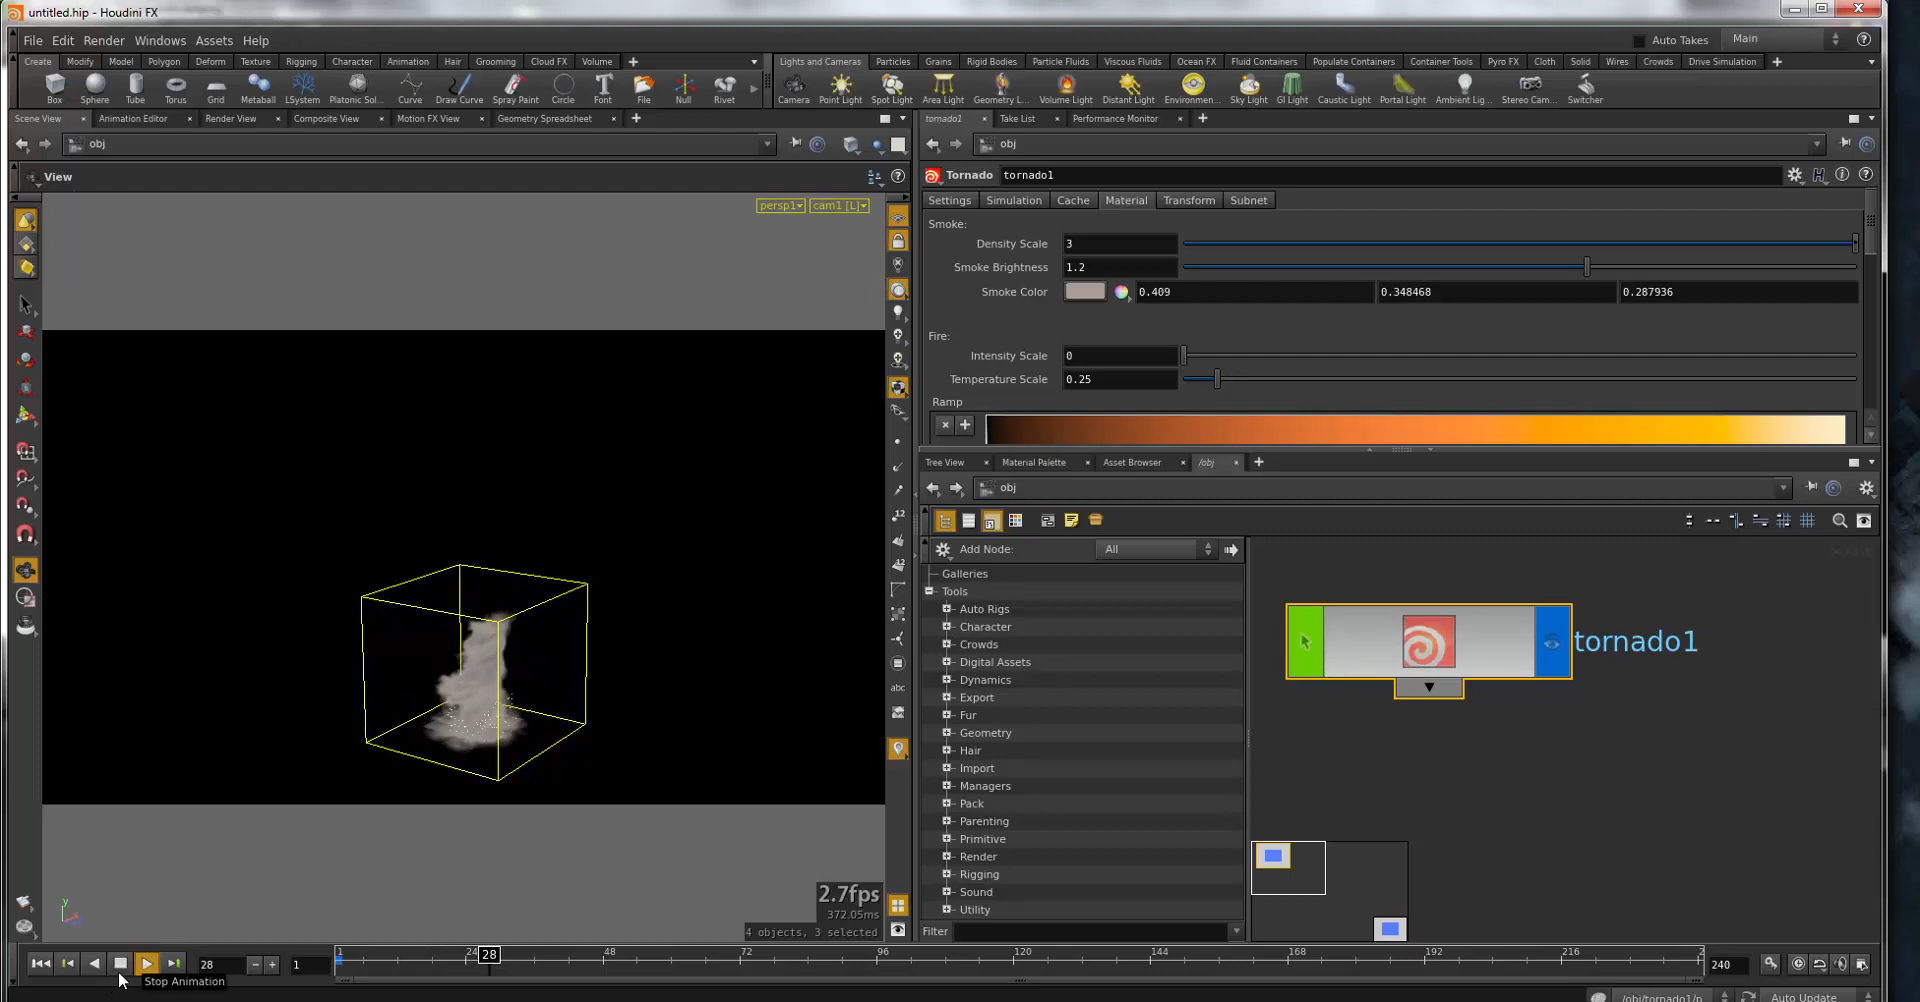 untitled.hip - Houdini FX
File Edit Render Windows Assets Help
Auto Takes Main
Create Modify Model Polygon Deform Texture Rigging Character Animation Hair Grooming Cloud FX Volume
Lights and Cameras Particles Grains Rigid Bodies Particle Fluids Viscous Fluids Ocean FX Fluid Containers Populate Containers Container Tools Pyro FX Cloth Solid Wires Crowds Drive Simulation
Box Sphere Tube Torus Grid Metaball LSystem Platonic Sol... Curve Draw Curve Spray Paint Circle Font File Null Rivet
Camera Point Light Spot Light Area Light Geometry L... Volume Light Distant Light Environmen... Sky Light GI Light Caustic Light Portal Light Ambient Lig... Stereo Cam... Switcher
Scene View Animation Editor Render View Composite View Motion FX View Geometry Spreadsheet
tornado1 Take List Performance Monitor
obj
obj
View
persp1 cam1 [L]
Tornado tornado1
Settings Simulation Cache Material Transform Subnet
Smoke:
Density Scale 3
Smoke Brightness 1.2
Smoke Color 0.409 0.348468 0.287936
Fire:
Intensity Scale 0
Temperature Scale 0.25
Ramp
Tree View Material Palette Asset Browser /obj
obj
Add Node: All
Galleries
Tools
Auto Rigs
Character
Crowds
Digital Assets
Dynamics
Export
Fur
Geometry
Hair
Import
Managers
Pack
Parenting
Primitive
Render
Rigging
Sound
Utility
Filter
tornado1
12
12
abc
y
2.7fps
372.05ms
4 objects, 3 selected
28 1
1 24 28 48 72 96 120 144 168 192 216 2
240
Stop Animation
/obj/tornado1/p Auto Update